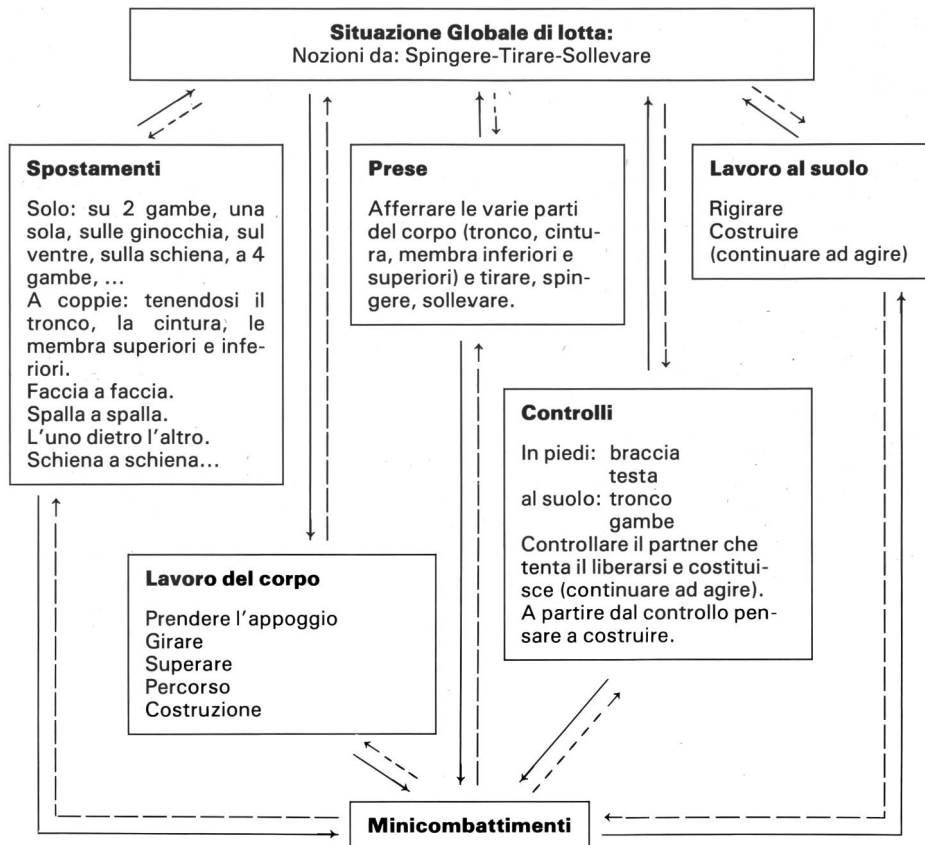 Situazione Globale di lotta:
Nozioni da: Spingere-Tirare-Sollevare
Spostamenti
Solo: su 2 gambe, una
sola, sulle ginocchia, sul
ventre, sulla schiena, a 4
gambe, ...
A coppie: tenendosi il
tronco, la cintura, le
membra superiori e infe-
riori.
Faccia a faccia.
Spalla a spalla.
L'uno dietro l'altro.
Schiena a schiena...
Prese
Afferrare le varie parti
del corpo (tronco, cintu-
ra, membra inferiori e
superiori) e tirare, spin-
gere, sollevare.
Lavoro al suolo
Rigirare
Costruire
(continuare ad agire)
Controlli
In piedi: braccia
testa
al suolo: tronco
gambe
Controllare il partner che
tenta il liberarsi e costitui-
sce (continuare ad agire).
A partire dal controllo pen-
sare a costruire.
Lavoro del corpo
Prendere l'appoggio
Girare
Superare
Percorso
Costruzione
Minicombattimenti